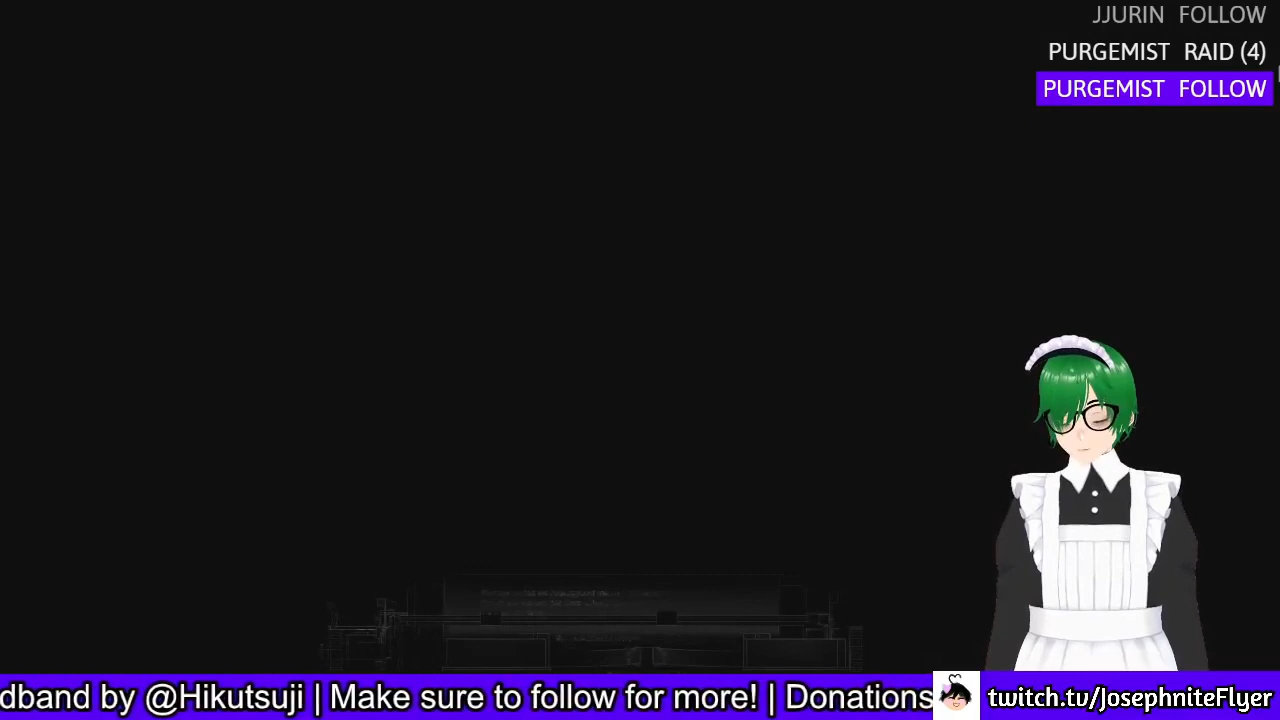 JJURIN FOLLOW
PURGEMIST RAID (4)
PURGEMIST FOLLOW
dband by @Hikutsuji | Make sure to follow for more! | Donations
twitch.tv/JosephniteFlyer